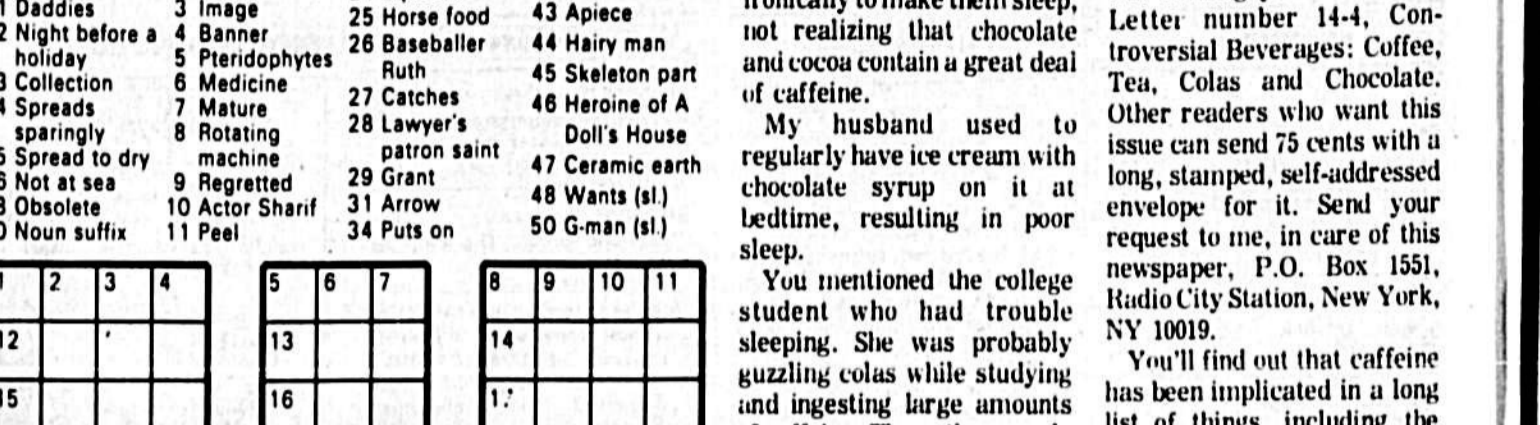 Daddies
Night before a
holiday
Collection
Spreads
sparingly
Spread to dry
Not at sea
Obsolete
Noun suffix
3 Image
4 Banner
5 Pteridophytes
6 Medicine
7 Mature
8 Rotating
machine
9 Regretted
10 Actor Sharif
11 Peel
25 Horse food
26 Baseballer
Ruth
27 Catches
28 Lawyer's
patron saint
29 Grant
31 Arrow
34 Puts on
43 Apiece
44 Hairy man
45 Skeleton part
46 Heroine of A
Doll's House
47 Ceramic earth
48 Wants (sl.)
50 G-man (sl.)
1 2 3 4 5 6 7 8 9 10 11
12 13 14
15 16
ironically to make them sleep,
not realizing that chocolate
and cocoa contain a great deal
of caffeine.
My husband used to
regularly have ice cream with
chocolate syrup on it at
bedtime, resulting in poor
sleep.
You mentioned the college
student who had trouble
sleeping. She was probably
guzzling colas while studying
and ingesting large amounts
Letter number 14-4, Con-
troversial Beverages: Coffee,
Tea, Colas and Chocolate.
Other readers who want this
issue can send 75 cents with a
long, stamped, self-addressed
envelope for it. Send your
request to me, in care of this
newspaper, P.O. Box 1551,
Radio City Station, New York,
NY 10019.
You'll find out that caffeine
has been implicated in a long
list of things, including the